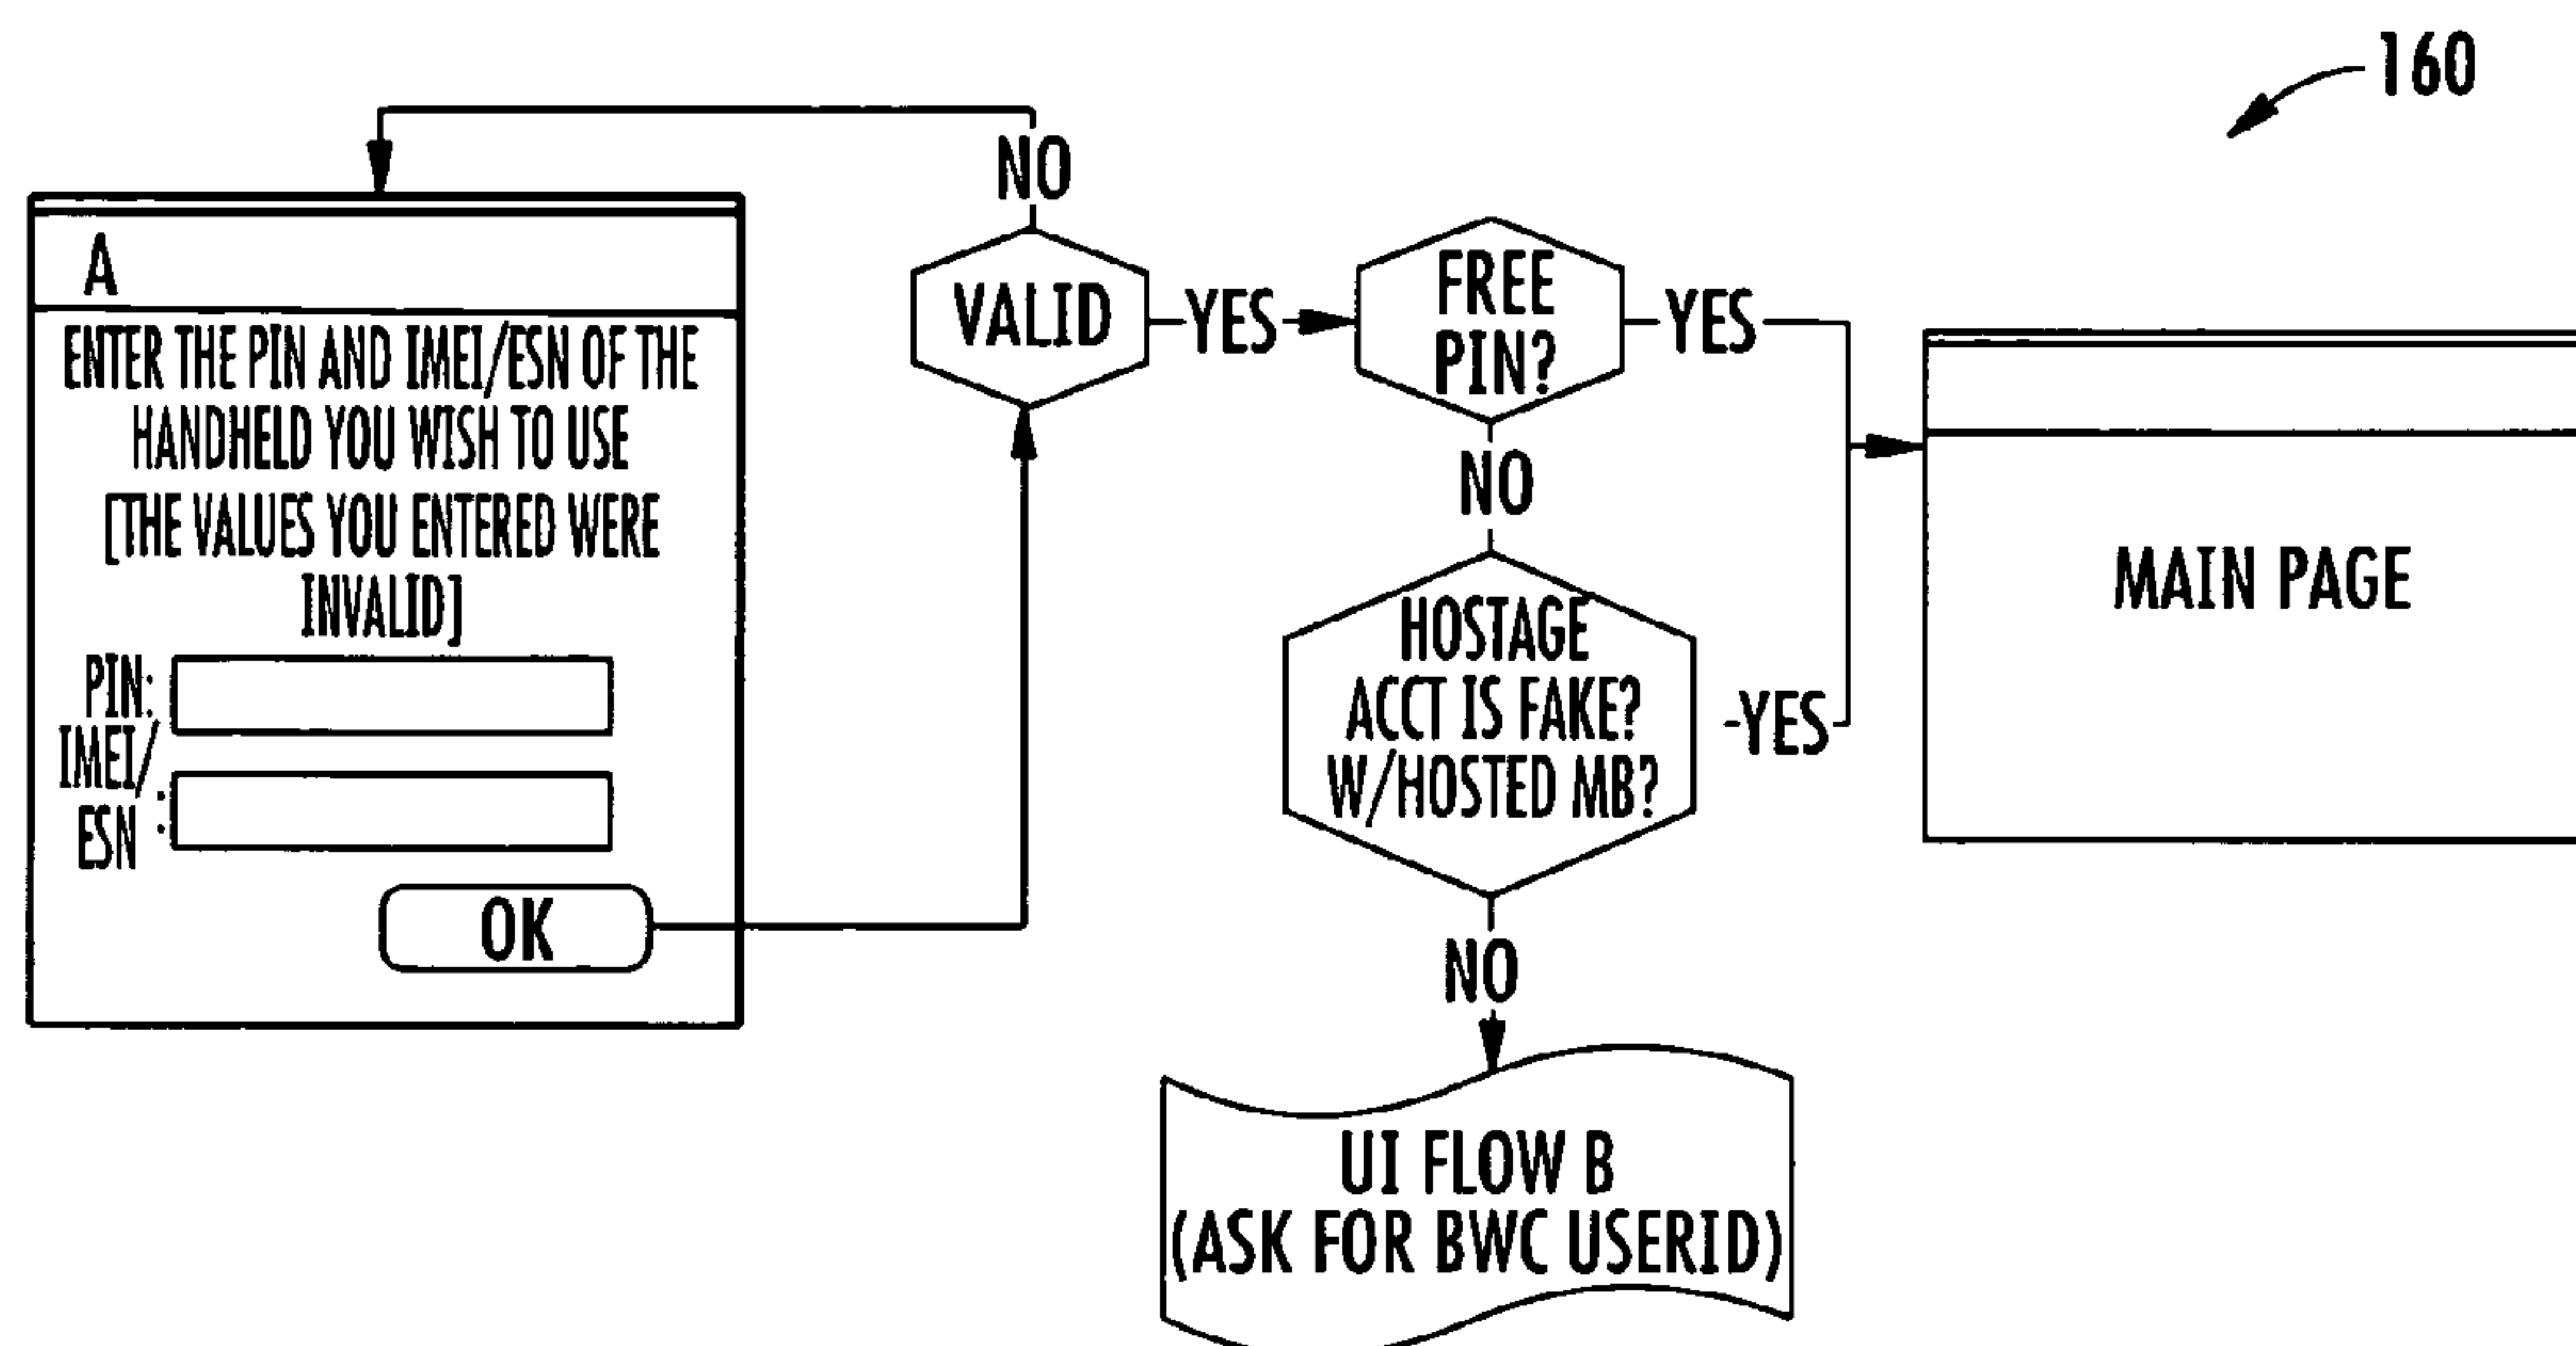 160
A
ENTER THE PIN AND IMEI/ESN OF THE
HANDHELD YOU WISH TO USE
[THE VALUES YOU ENTERED WERE
INVALID]
PIN:
IMEI/
ESN :
OK
NO
VALID
YES
FREE
PIN?
YES
NO
HOSTAGE
ACCT IS FAKE?
W/HOSTED MB?
YES
NO
MAIN PAGE
UI FLOW B
(ASK FOR BWC USERID)